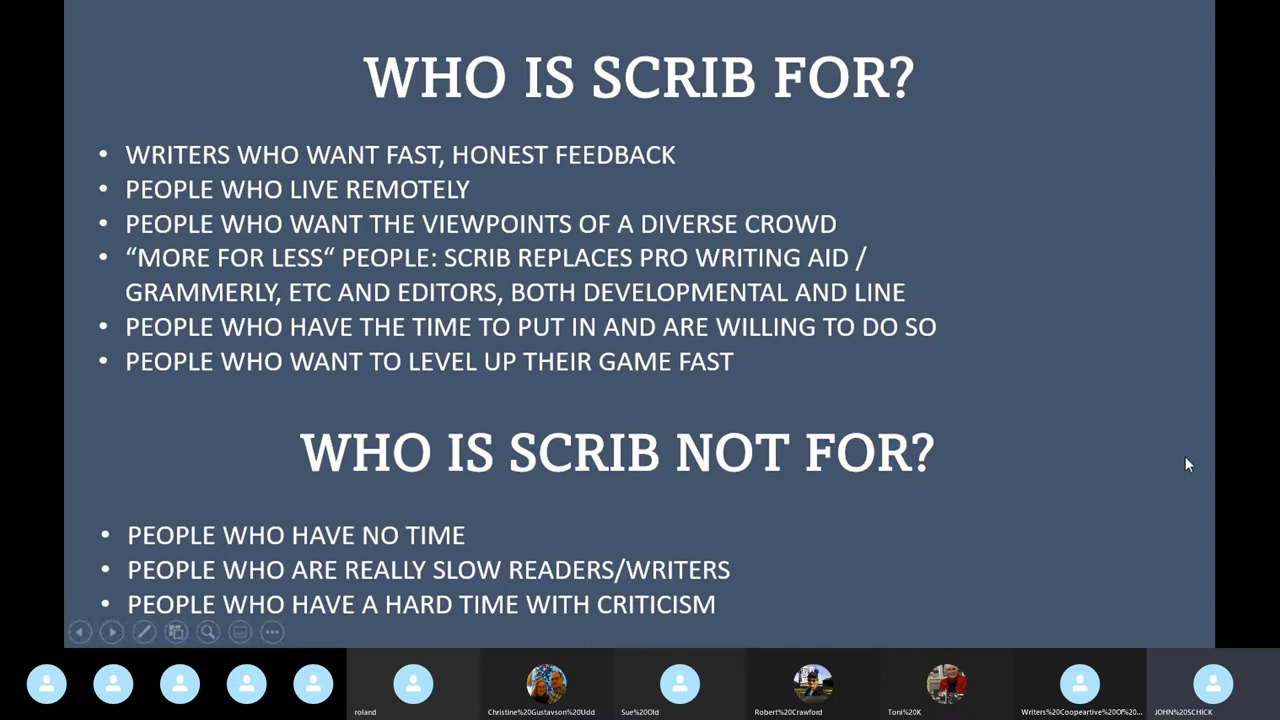 WHO IS SCRIB FOR?
• WRITERS WHO WANT FAST, HONEST FEEDBACK
• PEOPLE WHO LIVE REMOTELY
• PEOPLE WHO WANT THE VIEWPOINTS OF A DIVERSE CROWD
• “MORE FOR LESS“ PEOPLE: SCRIB REPLACES PRO WRITING AID /
GRAMMERLY, ETC AND EDITORS, BOTH DEVELOPMENTAL AND LINE
• PEOPLE WHO HAVE THE TIME TO PUT IN AND ARE WILLING TO DO SO
• PEOPLE WHO WANT TO LEVEL UP THEIR GAME FAST
WHO IS SCRIB NOT FOR?
• PEOPLE WHO HAVE NO TIME
• PEOPLE WHO ARE REALLY SLOW READERS/WRITERS
• PEOPLE WHO HAVE A HARD TIME WITH CRITICISM
roland
Christine%20Gustavson%20Udd
Sue%20Old
Robert%20Crawford
Toni%20K
Writers%20Coopeartive%20Of%20...
JOHN%20SCHICK